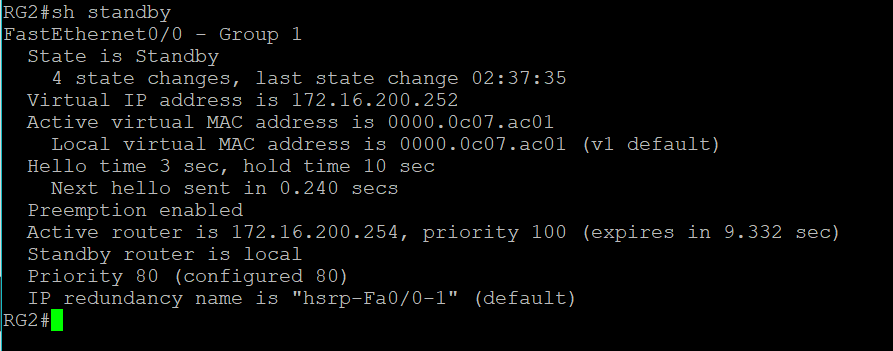 RG2#sh standby
FastEthernet0/0 - Group 1
State is Standby
4 state changes, last state change 02:37:35
Virtual IP address is 172.16.200.252
Active virtual MAC address is 0000.0c07.ac01
Local virtual MAC address is 0000.0c07.ac01 (v1 default)
Hello time 3 sec, hold time 10 sec
Next hello sent in 0.240 secs
Preemption enabled
Active router is 172.16.200.254, priority 100 (expires in 9.332 sec)
Standby router is local
Priority 80 (configured 80)
IP redundancy name is "hsrp-Fa0/0-1" (default)
RG2#